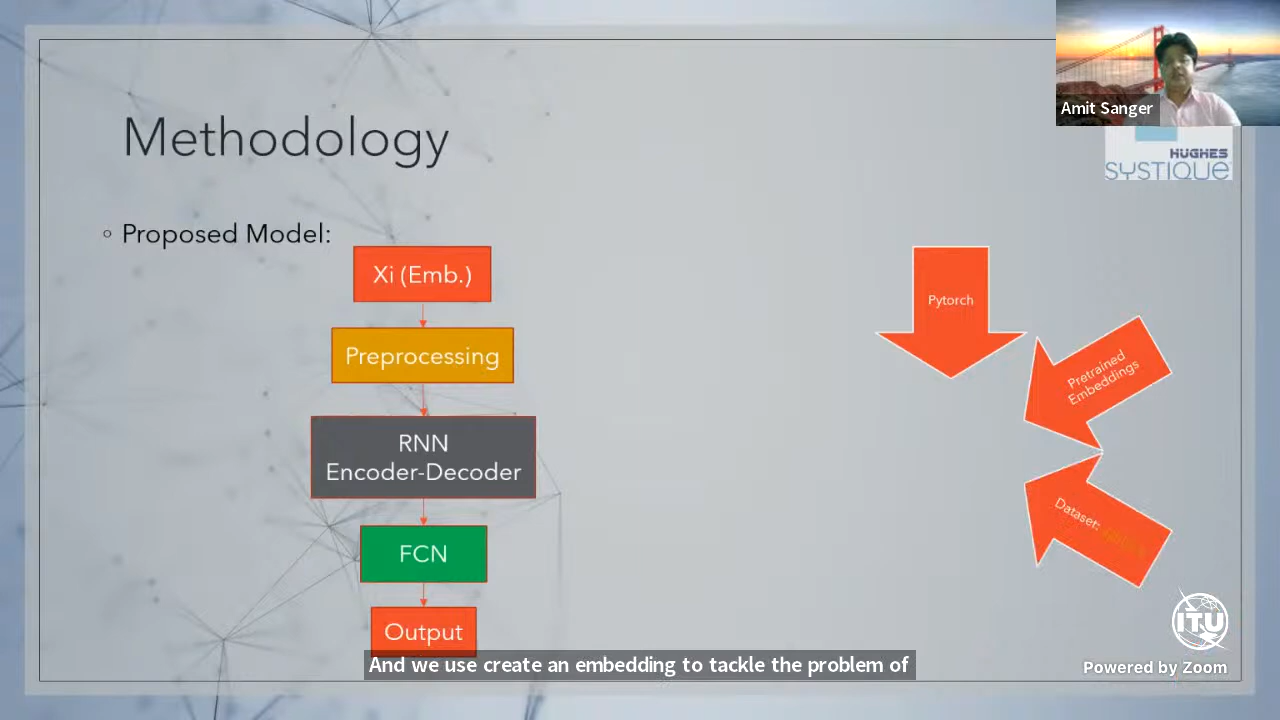 Amit Sanger
HUGHES
SYSTIQUE
Methodology
Proposed Model:
Xi (Emb.)
Preprocessing
RNN
Encoder-Decoder
FCN
Output
Pytorch
Pretrained
Embeddings
Dataset:
And we use create an embedding to tackle the problem of
ITU
Powered by Zoom